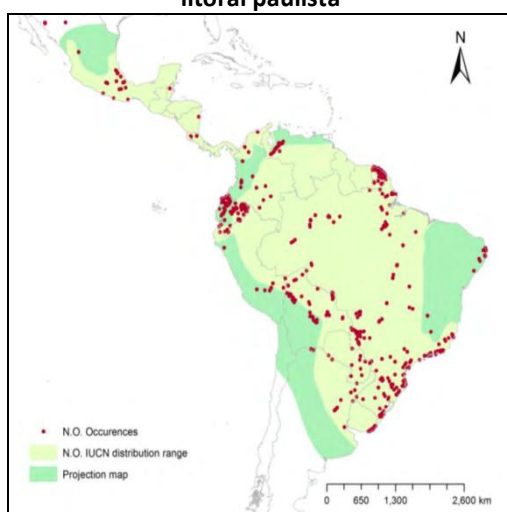 litoral paulista
N
N.O. Occurences
N.O. IUCN distribution range
Projection map
0 650 1,300 2,600 km